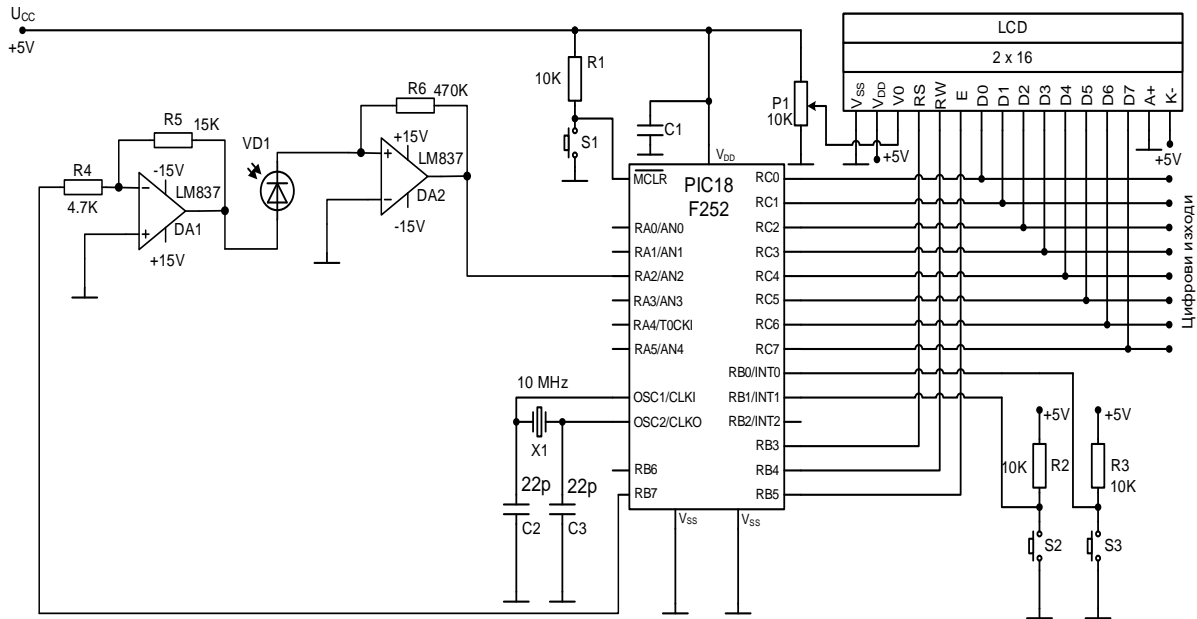 UCC
+5V
R1
10K
S1
C1
P1
10K
LCD
2 x 16
VSS
VDD
V0
RS
RW
E
D0
D1
D2
D3
D4
D5
D6
D7
A+
K-
+5V
+5V
R6
470K
R5
15K
VD1
R4
4.7K
-15V
-
LM837
+
DA1
+15V
+15V
+
LM837
-
DA2
-15V
VDD
MCLR
PIC18
F252
RA0/AN0
RA1/AN1
RA2/AN2
RA3/AN3
RA4/T0CKI
RA5/AN4
OSC1/CLKI
OSC2/CLKO
RB6
RB7
RC0
RC1
RC2
RC3
RC4
RC5
RC6
RC7
RB0/INT0
RB1/INT1
RB2/INT2
RB3
RB4
RB5
VSS
VSS
10 MHz
X1
22p
22p
C2
C3
Цифрови изходи
+5V
+5V
10K
R2
R3
10K
S2
S3